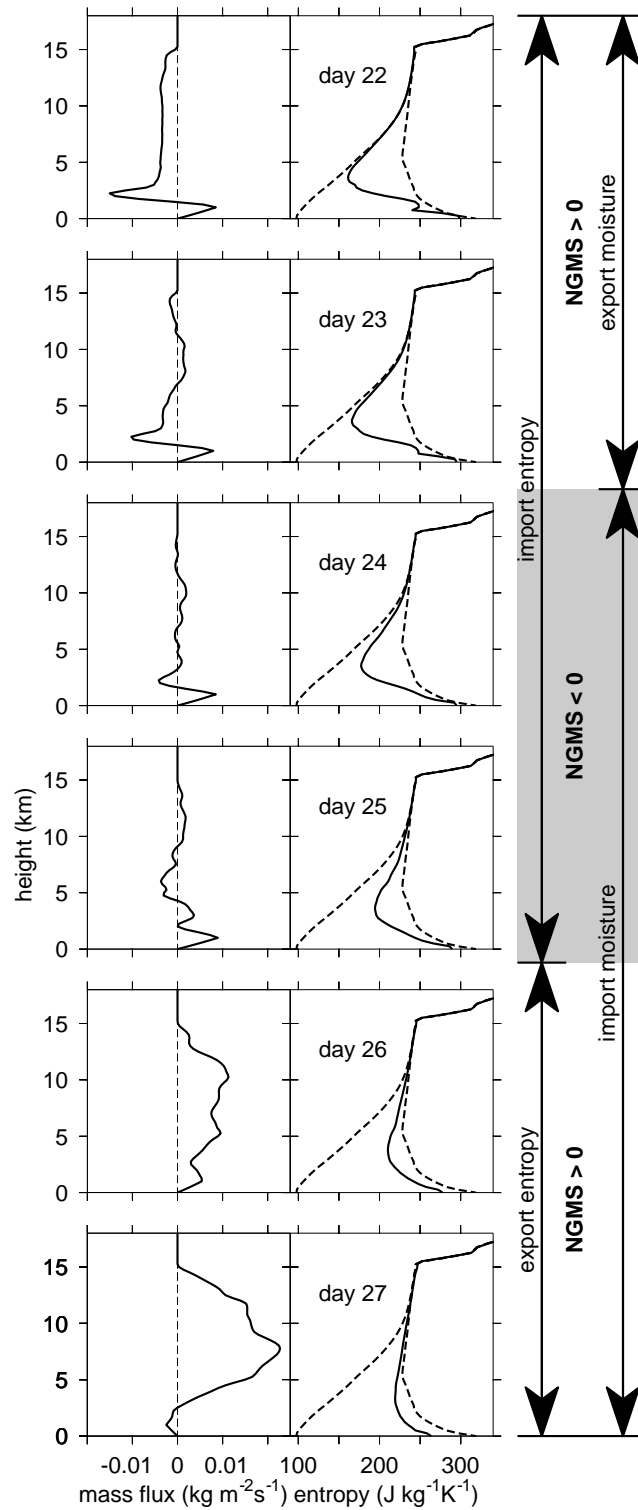 15
10
5
0
day 22
15
10
5
0
day 23
15
10
5
0
day 24
15
10
5
0
day 25
15
10
5
0
day 26
15
10
5
0
day 27
height (km)
-0.01 0 0.01 100 200 300
mass flux (kg m⁻²s⁻¹) entropy (J kg⁻¹K⁻¹)
import entropy
NGMS > 0
export moisture
NGMS < 0
import moisture
export entropy
NGMS > 0